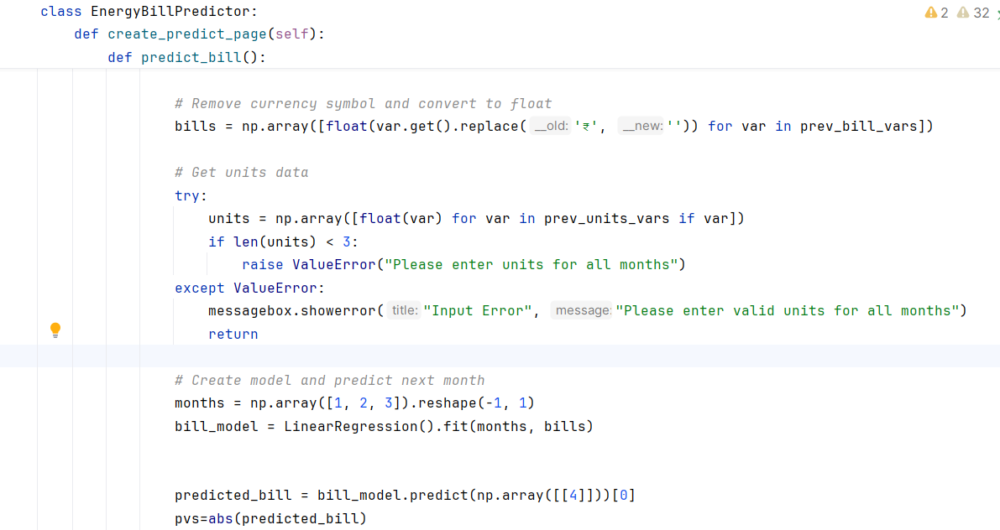 class EnergyBillPredictor:
def create_predict_page(self):
def predict_bill():
2 32
# Remove currency symbol and convert to float
bills = np.array([float(var.get().replace( __old: '₹', __new: '')) for var in prev_bill_vars])
# Get units data
try:
units = np.array([float(var) for var in prev_units_vars if var])
if len(units) < 3:
raise ValueError("Please enter units for all months")
except ValueError:
messagebox.showerror( title: "Input Error", message: "Please enter valid units for all months")
return
# Create model and predict next month
months = np.array([1, 2, 3]).reshape(-1, 1)
bill_model = LinearRegression().fit(months, bills)
predicted_bill = bill_model.predict(np.array([[4]]))[0]
pvs=abs(predicted_bill)